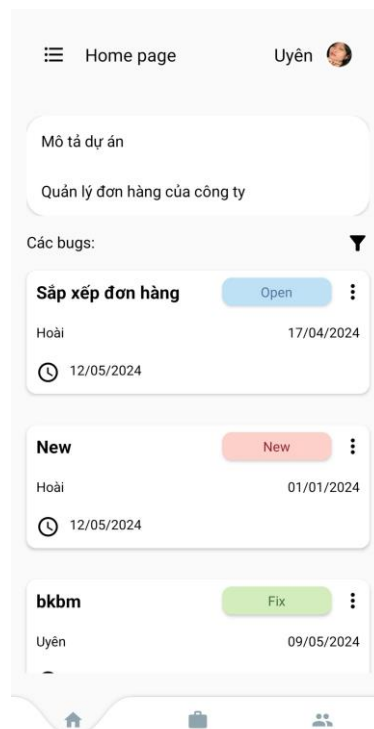 Home page Uyên
Mô tả dự án
Quản lý đơn hàng của công ty
Các bugs:
Sắp xếp đơn hàng Open
Hoài 17/04/2024
12/05/2024
New New
Hoài 01/01/2024
12/05/2024
bkbm Fix
Uyên 09/05/2024